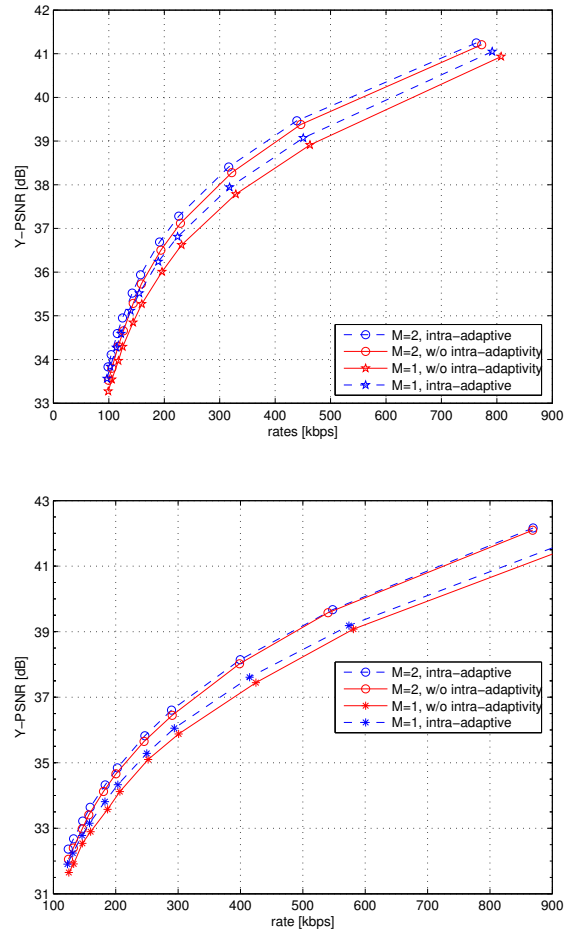 42
41
40
39
38
37
36
35
34
33
Y−PSNR [dB]
0 100 200 300 400 500 600 700 800 900
rates [kbps]
M=2, intra−adaptive
M=2, w/o intra−adaptivity
M=1, w/o intra−adaptivity
M=1, intra−adaptive
43
41
39
37
35
33
31
Y−PSNR [dB]
100 200 300 400 500 600 700 800 900
rate [kbps]
M=2, intra−adaptive
M=2, w/o intra−adaptivity
M=1, w/o intra−adaptivity
M=1, intra−adaptive